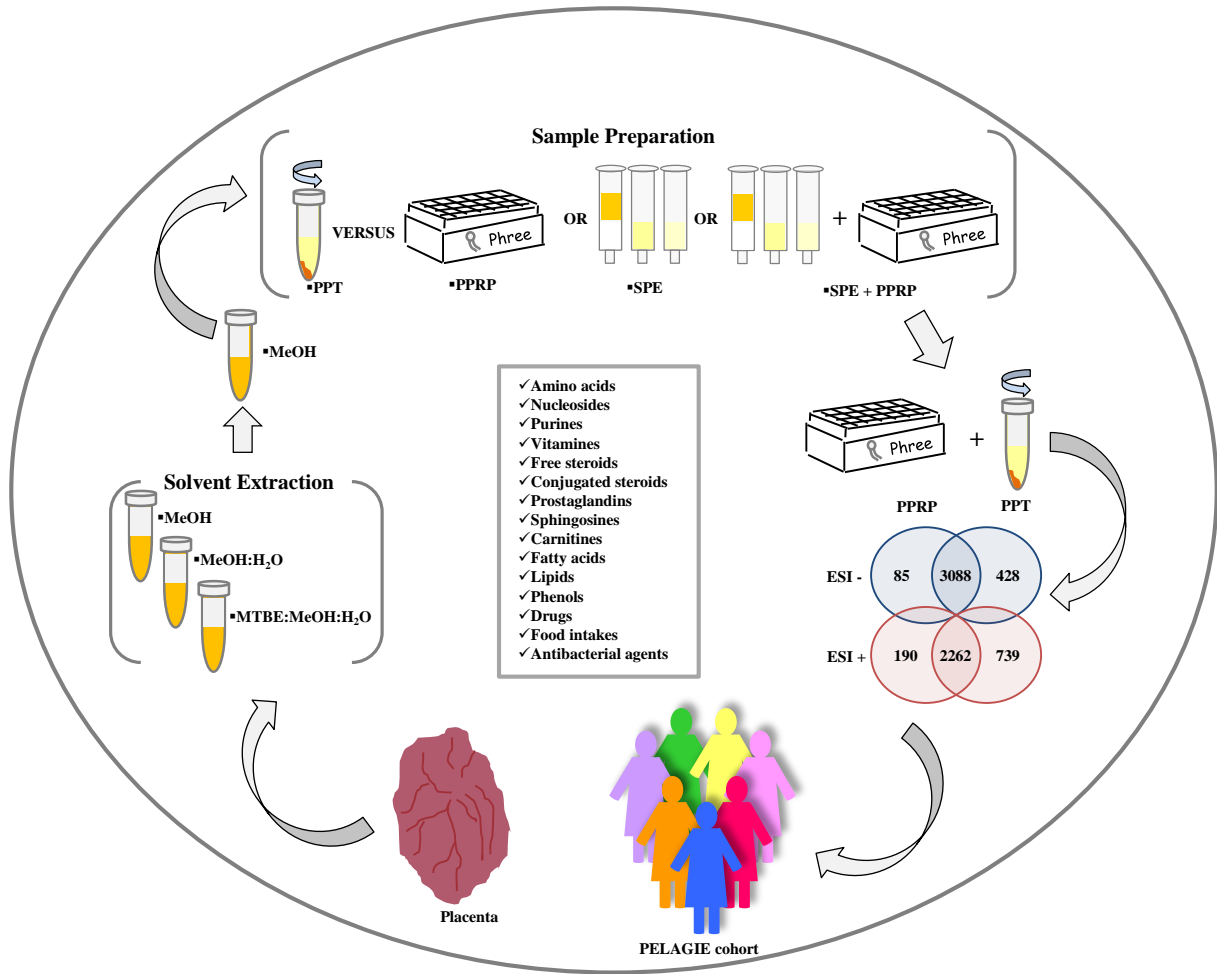 Sample Preparation
VERSUS
OR
OR
+
Phree
Phree
▪PPT
▪PPRP
▪SPE
▪SPE + PPRP
▪MeOH
Solvent Extraction
▪MeOH
▪MeOH:H₂O
▪MTBE:MeOH:H₂O
✓Amino acids
✓Nucleosides
✓Purines
✓Vitamines
✓Free steroids
✓Conjugated steroids
✓Prostaglandins
✓Sphingosines
✓Carnitines
✓Fatty acids
✓Lipids
✓Phenols
✓Drugs
✓Food intakes
✓Antibacterial agents
Phree
+
PPRP PPT
ESI - 85 3088 428
ESI + 190 2262 739
Placenta
PELAGIE cohort